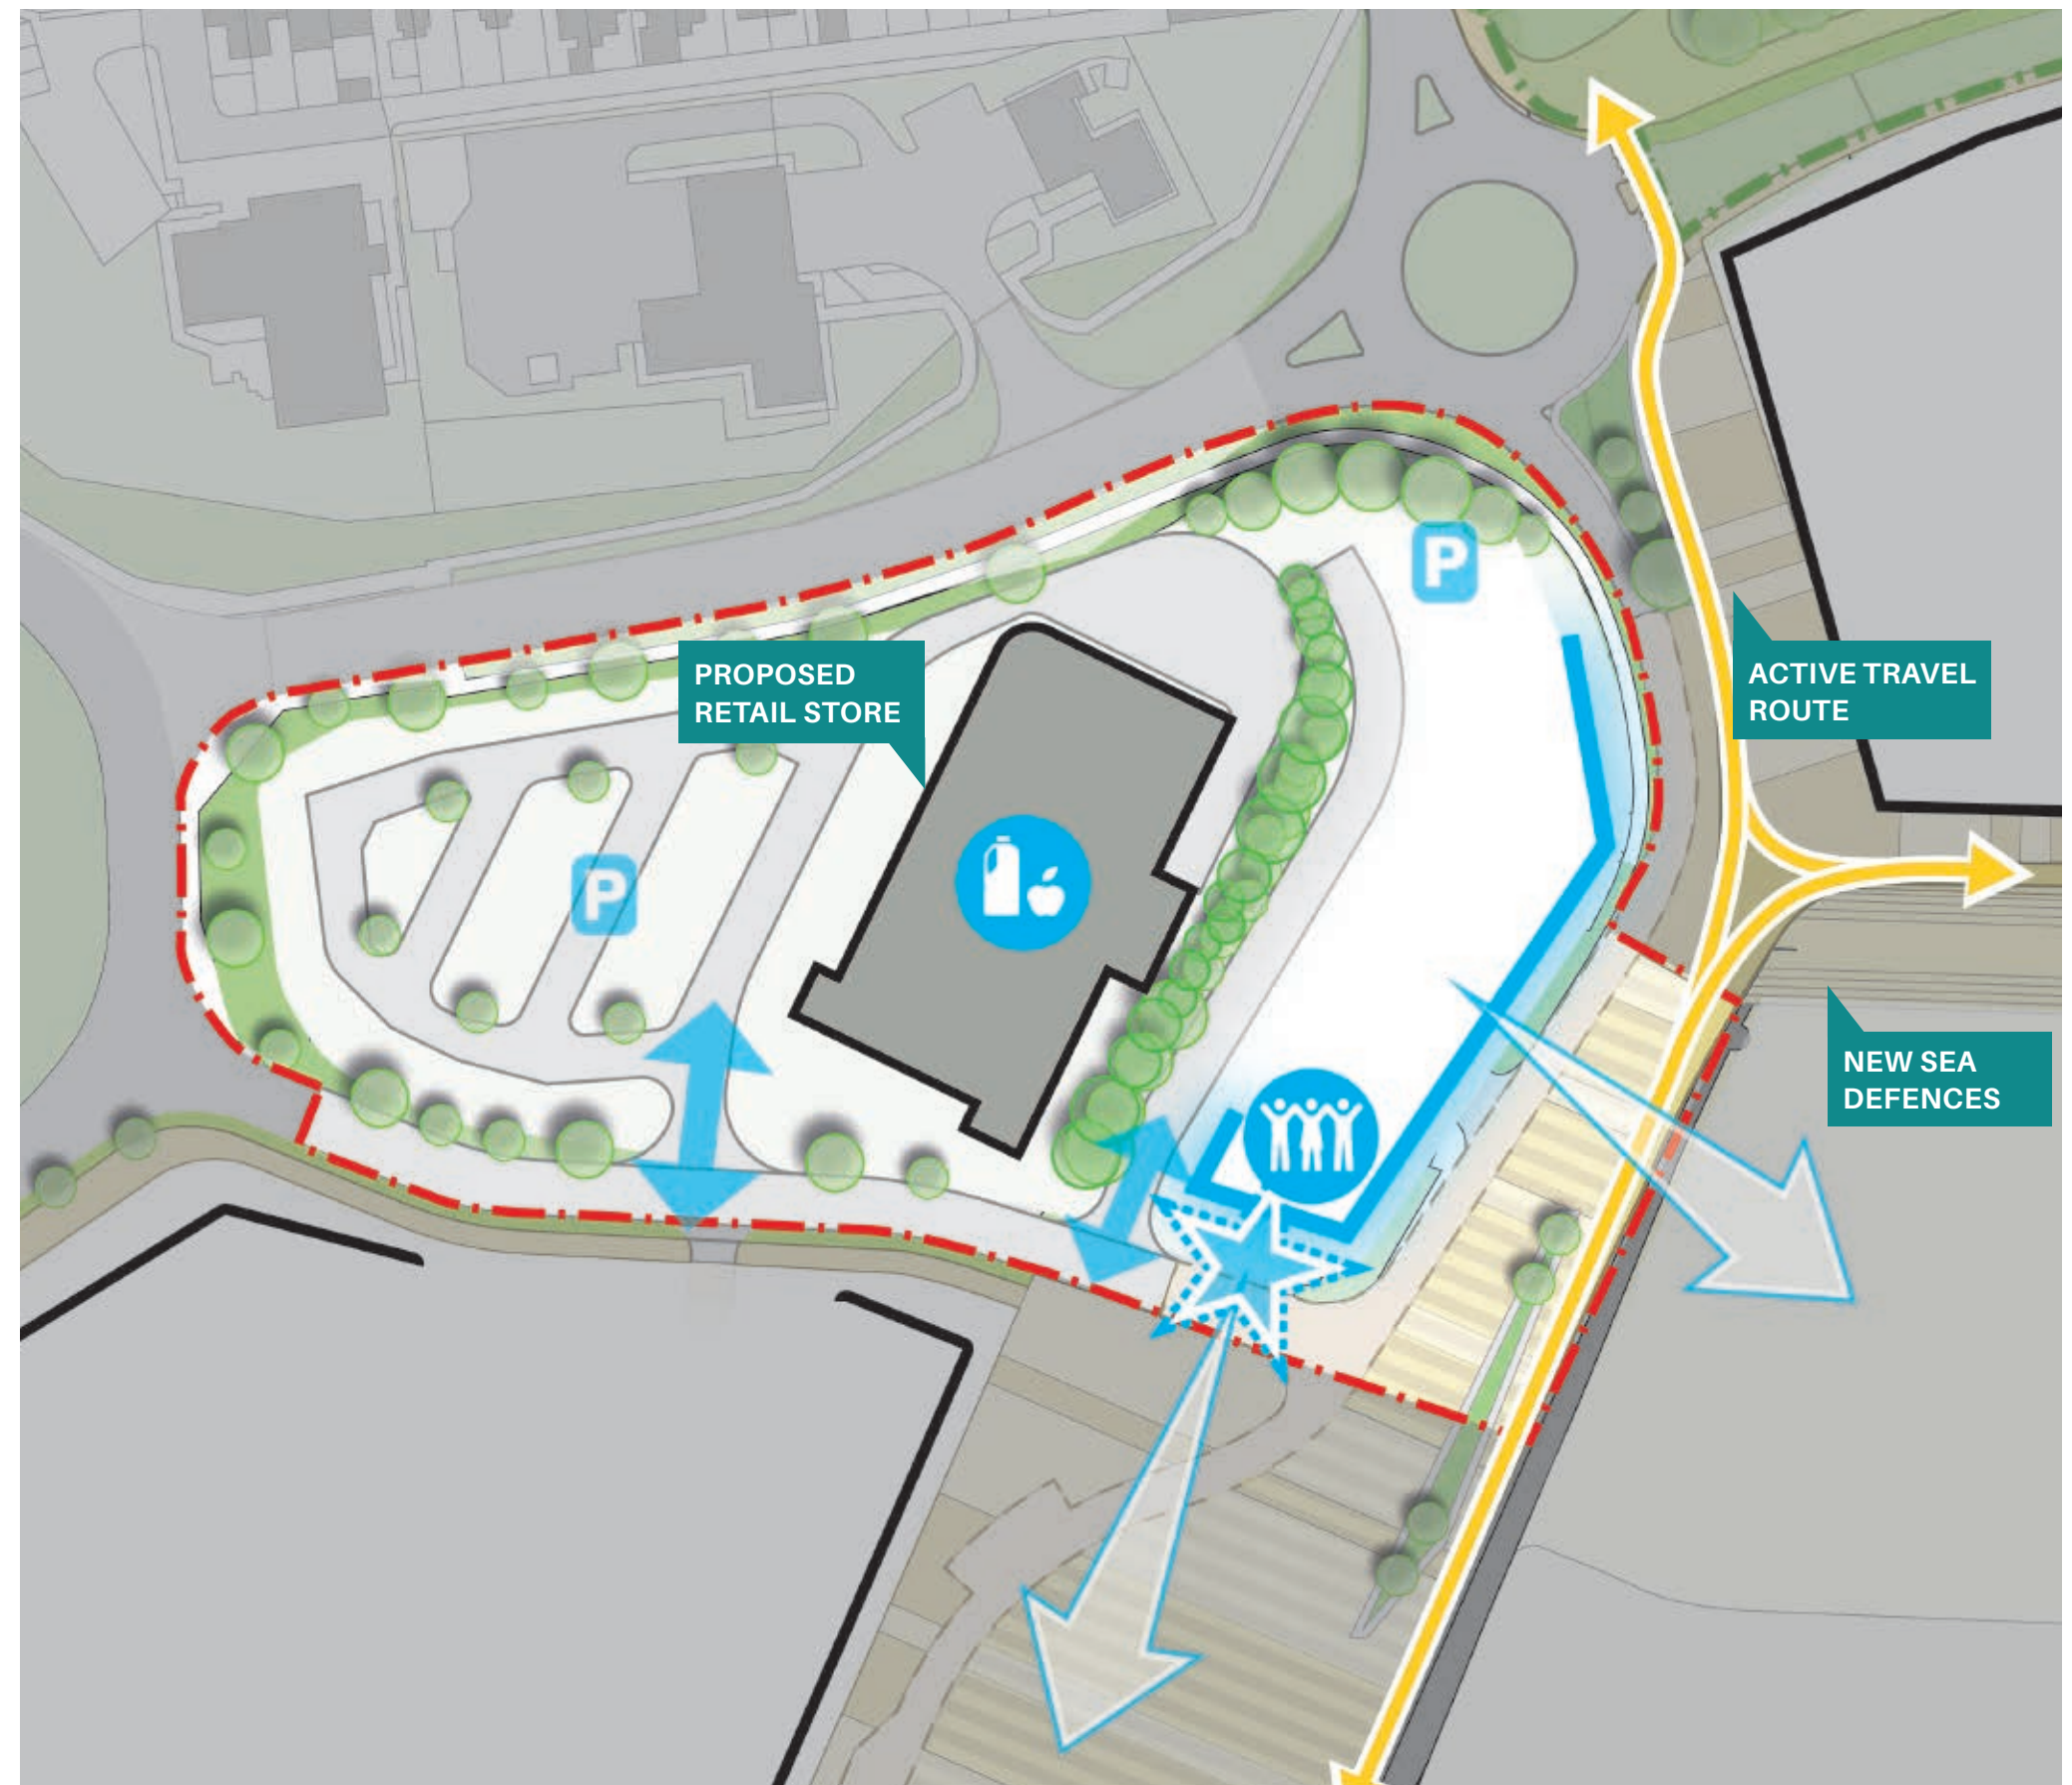 P
PROPOSED
RETAIL STORE
ACTIVE TRAVEL
ROUTE
P
NEW SEA
DEFENCES